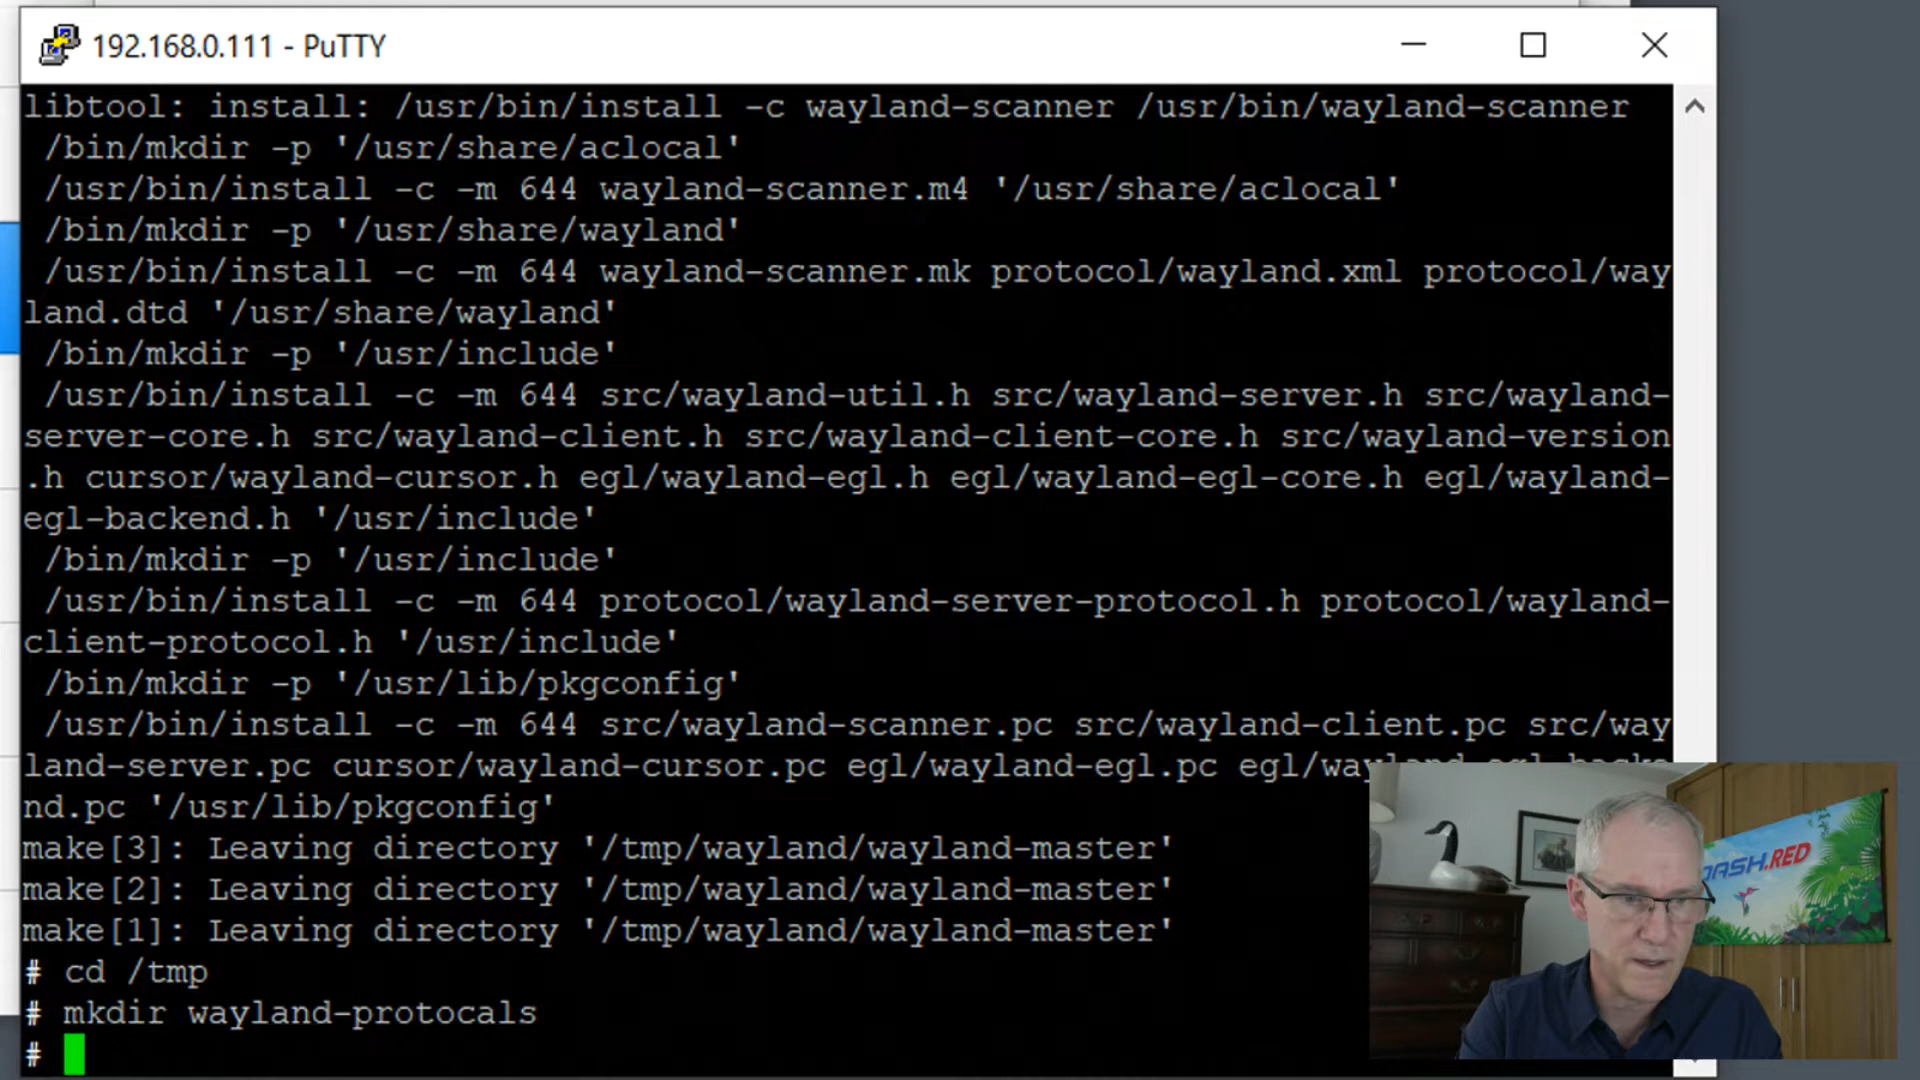 192.168.0.111 - PuTTY
libtool: install: /usr/bin/install -c wayland-scanner /usr/bin/wayland-scanner
/bin/mkdir -p '/usr/share/aclocal'
/usr/bin/install -c -m 644 wayland-scanner.m4 '/usr/share/aclocal'
/bin/mkdir -p '/usr/share/wayland'
/usr/bin/install -c -m 644 wayland-scanner.mk protocol/wayland.xml protocol/way
land.dtd '/usr/share/wayland'
/bin/mkdir -p '/usr/include'
/usr/bin/install -c -m 644 src/wayland-util.h src/wayland-server.h src/wayland-
server-core.h src/wayland-client.h src/wayland-client-core.h src/wayland-version
.h cursor/wayland-cursor.h egl/wayland-egl.h egl/wayland-egl-core.h egl/wayland-
egl-backend.h '/usr/include'
/bin/mkdir -p '/usr/include'
/usr/bin/install -c -m 644 protocol/wayland-server-protocol.h protocol/wayland-
client-protocol.h '/usr/include'
/bin/mkdir -p '/usr/lib/pkgconfig'
/usr/bin/install -c -m 644 src/wayland-scanner.pc src/wayland-client.pc src/way
land-server.pc cursor/wayland-cursor.pc egl/wayland-egl.pc
nd.pc '/usr/lib/pkgconfig'
make[3]: Leaving directory '/tmp/wayland/wayland-master'
make[2]: Leaving directory '/tmp/wayland/wayland-master'
make[1]: Leaving directory '/tmp/wayland/wayland-master'
# cd /tmp
# mkdir wayland-protocals
#
DASH.RED